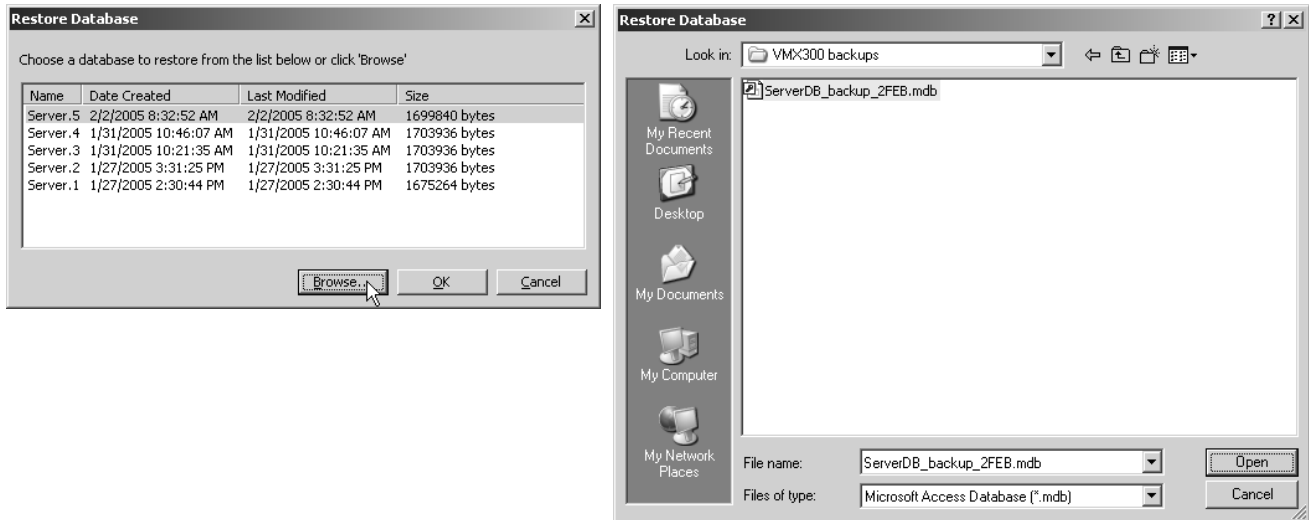 Restore Database
Choose a database to restore from the list below or click 'Browse'
Name Date Created Last Modified Size
Server.5 2/2/2005 8:32:52 AM 2/2/2005 8:32:52 AM 1699840 bytes
Server.4 1/31/2005 10:46:07 AM 1/31/2005 10:46:07 AM 1703936 bytes
Server.3 1/31/2005 10:21:35 AM 1/31/2005 10:21:35 AM 1703936 bytes
Server.2 1/27/2005 3:31:25 PM 1/27/2005 3:31:25 PM 1703936 bytes
Server.1 1/27/2005 2:30:44 PM 1/27/2005 2:30:44 PM 1675264 bytes
Browse... OK Cancel
Restore Database
Look in: VMX300 backups
ServerDB_backup_2FEB.mdb
My Recent
Documents
Desktop
My Documents
My Computer
My Network
Places
File name: ServerDB_backup_2FEB.mdb Open
Files of type: Microsoft Access Database (*.mdb) Cancel